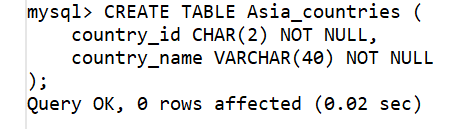 mysql> CREATE TABLE Asia_countries (
    country_id CHAR(2) NOT NULL,
    country_name VARCHAR(40) NOT NULL
);
Query OK, 0 rows affected (0.02 sec)